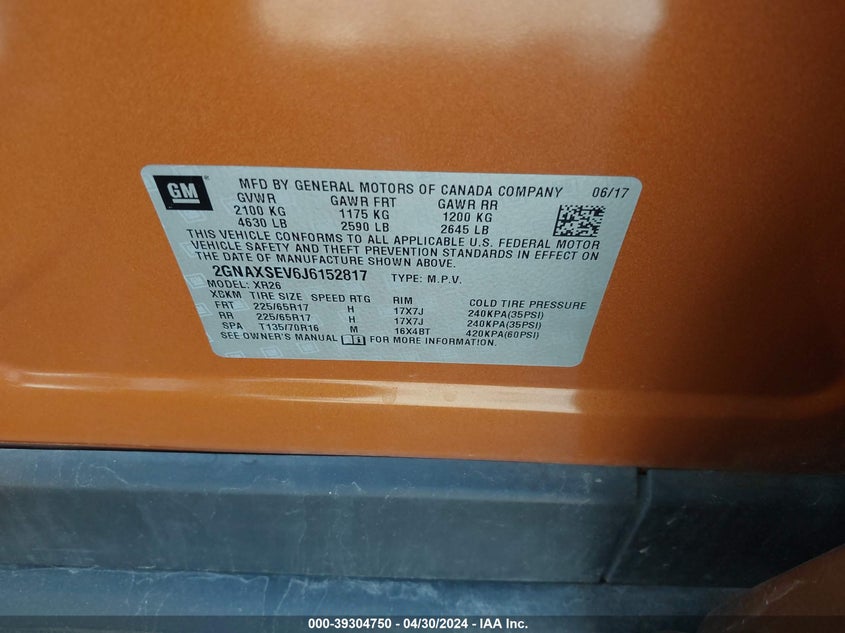 GM ® MFD BY GENERAL MOTORS OF CANADA COMPANY 06/17
GVWR GAWR FRT GAWR RR
2100 KG 1175 KG 1200 KG
4630 LB 2590 LB 2645 LB
THIS VEHICLE CONFORMS TO ALL APPLICABLE U.S. FEDERAL MOTOR
VEHICLE SAFETY AND THEFT PREVENTION STANDARDS IN EFFECT ON
THE DATE OF MANUFACTURE SHOWN ABOVE.
2GNAXSEV6J6152817 TYPE: M.P.V.
MODEL: XR26
XBKM TIRE SIZE SPEED RTG RIM COLD TIRE PRESSURE
FRT 225/65R17 H 17X7J 240KPA(35PSI)
RR 225/65R17 H 17X7J 240KPA(35PSI)
SPA T135/70R16 M 16X4BT 420KPA(60PSI)
SEE OWNER'S MANUAL FOR MORE INFORMATION.
000-39304750 - 04/30/2024 - IAA Inc.